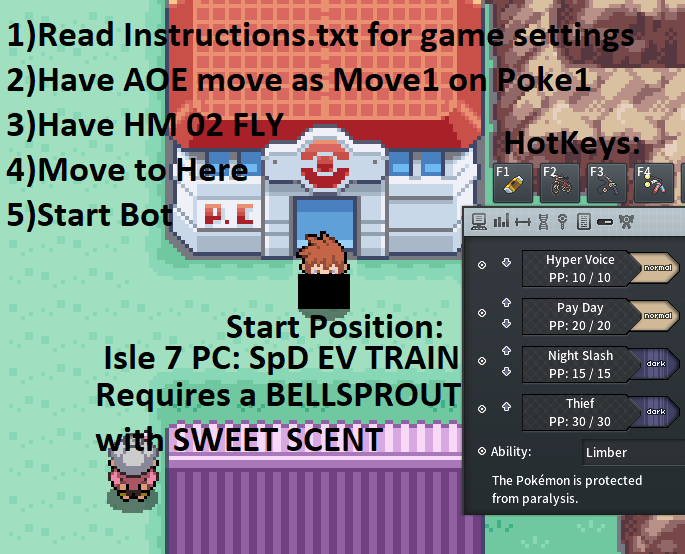 1)Read Instructions.txt for game settings
2)Have AOE move as Move1 on Poke1
3)Have HM 02 FLY
4)Move to Here
5)Start Bot
P.C
HotKeys:
F1 F2 F3 F4
Hyper Voice
PP: 10 / 10
normal
Pay Day
PP: 20 / 20
normal
Night Slash
PP: 15 / 15
dark
Thief
PP: 30 / 30
dark
Ability: Limber
The Pokémon is protected
from paralysis.
Start Position:
Isle 7 PC: SpD EV TRAIN
Requires a BELLSPROUT
with SWEET SCENT